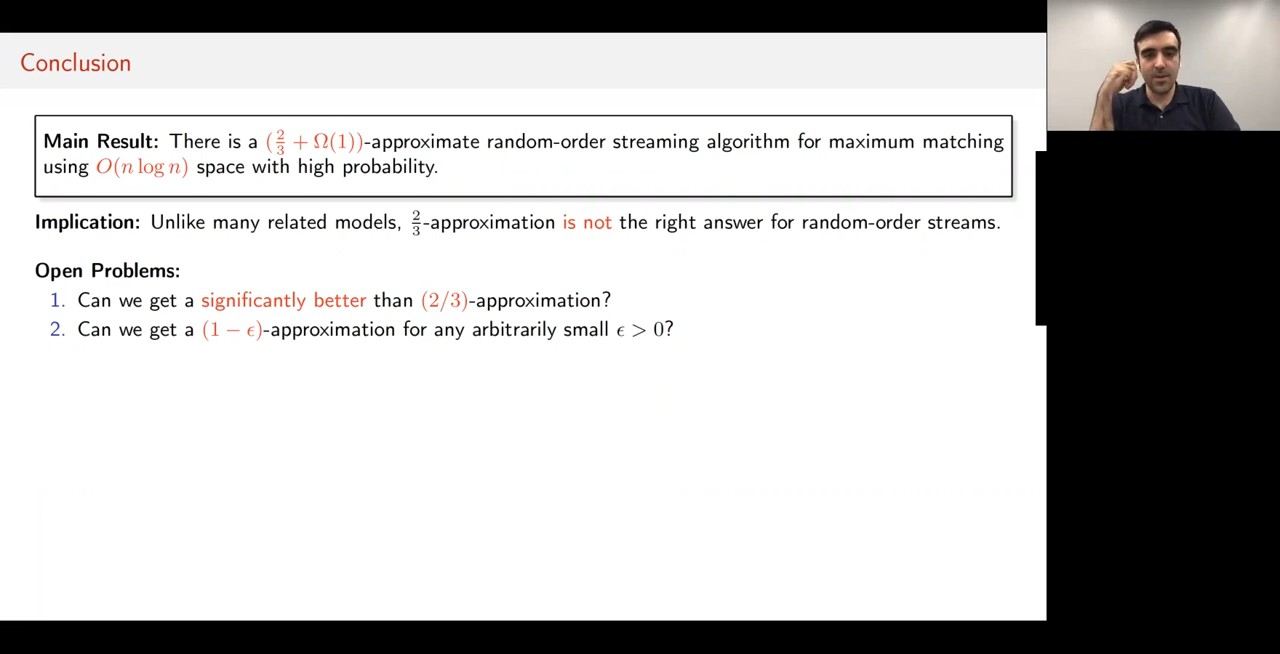 Conclusion
Main Result: There is a (2/3 + Ω(1))-approximate random-order streaming algorithm for maximum matching
using O(n log n) space with high probability.
Implication: Unlike many related models, 2/3-approximation is not the right answer for random-order streams.
Open Problems:
1. Can we get a significantly better than (2/3)-approximation?
2. Can we get a (1 − ϵ)-approximation for any arbitrarily small ϵ > 0?